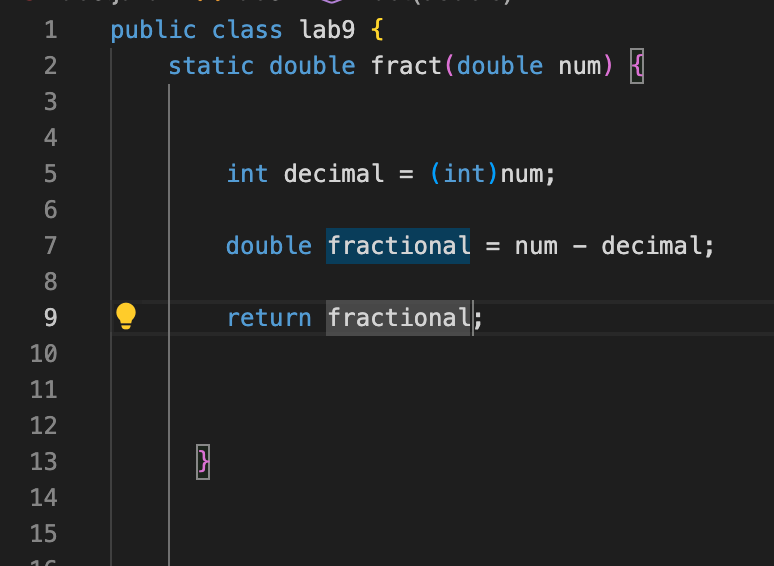 1 public class lab9 {
2 static double fract(double num) {
3
4
5 int decimal = (int)num;
6
7 double fractional = num - decimal;
8
9 return fractional;
10
11
12
13 }
14
15